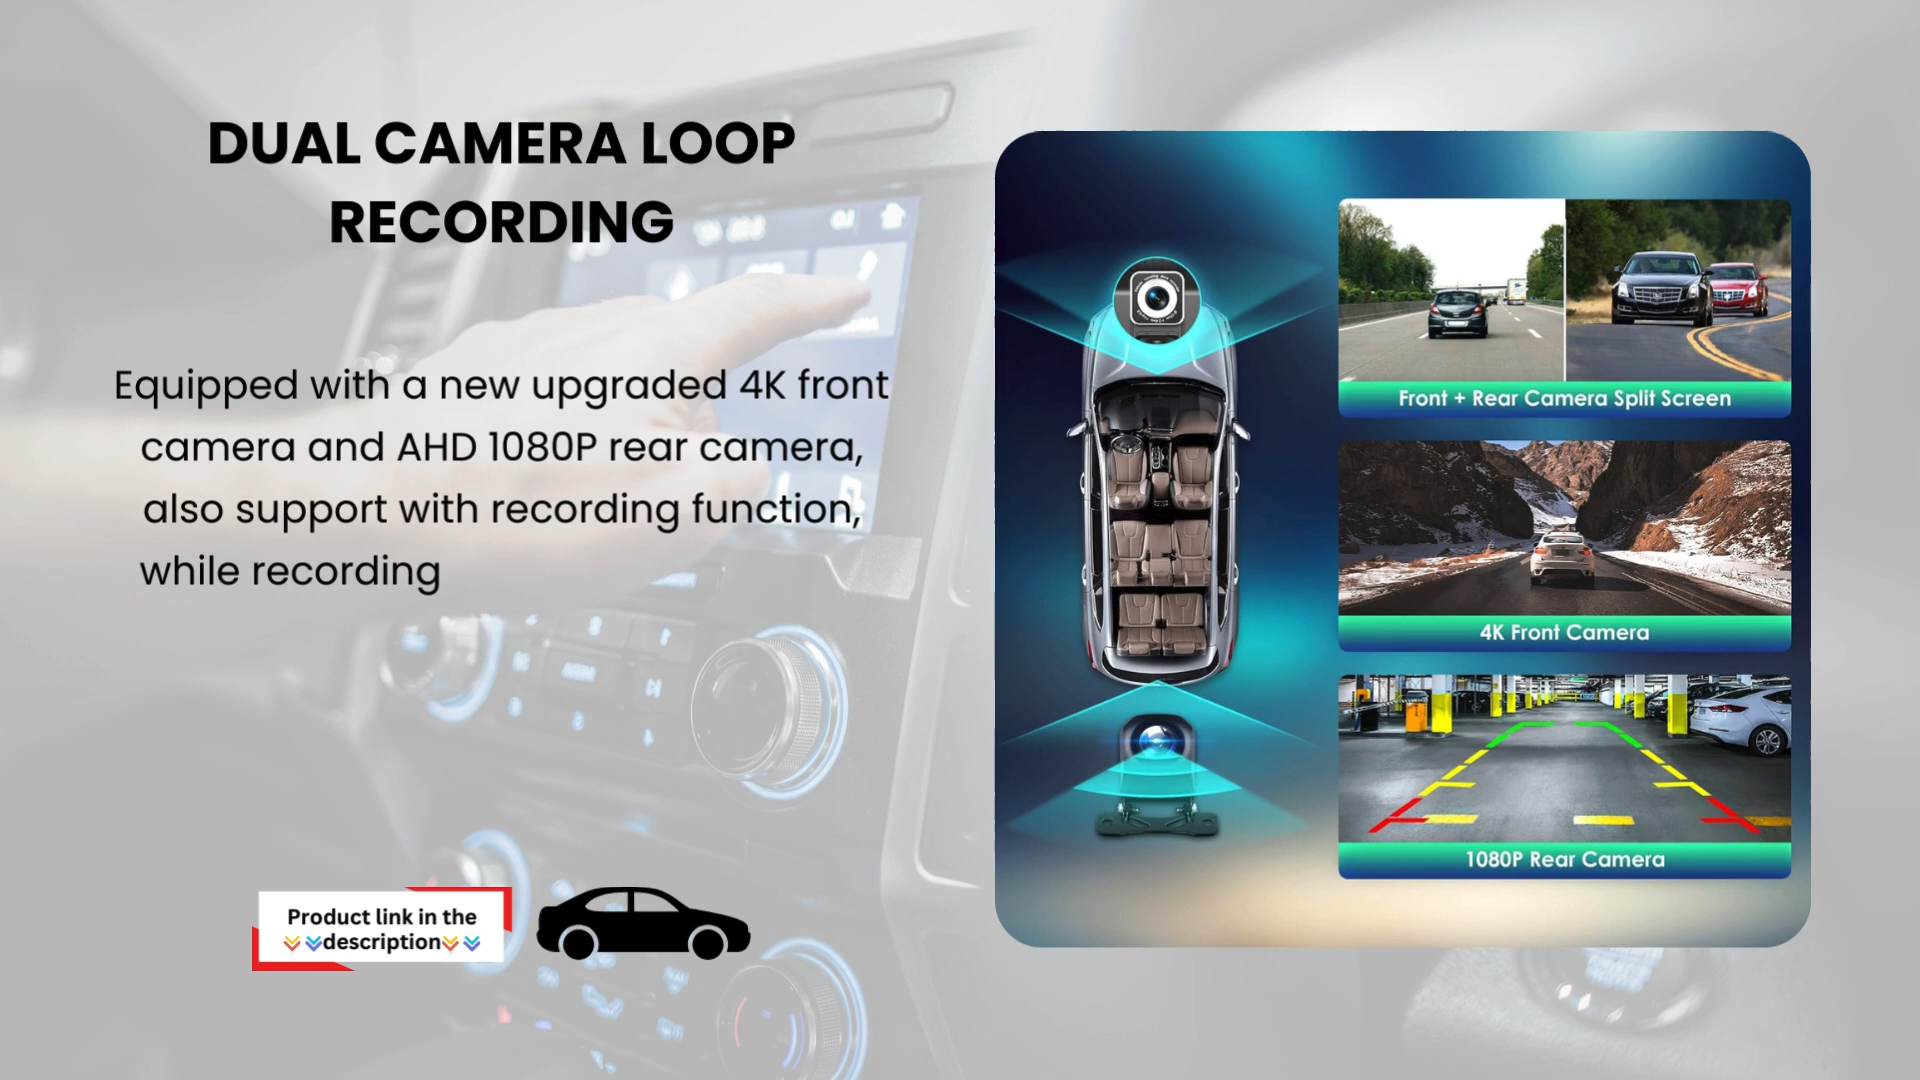 DUAL CAMERA LOOP
RECORDING
Equipped with a new upgraded 4K front
camera and AHD 1080P rear camera,
also support with recording function,
while recording
Product link in the
description
Front + Rear Camera Split Screen
4K Front Camera
1080P Rear Camera